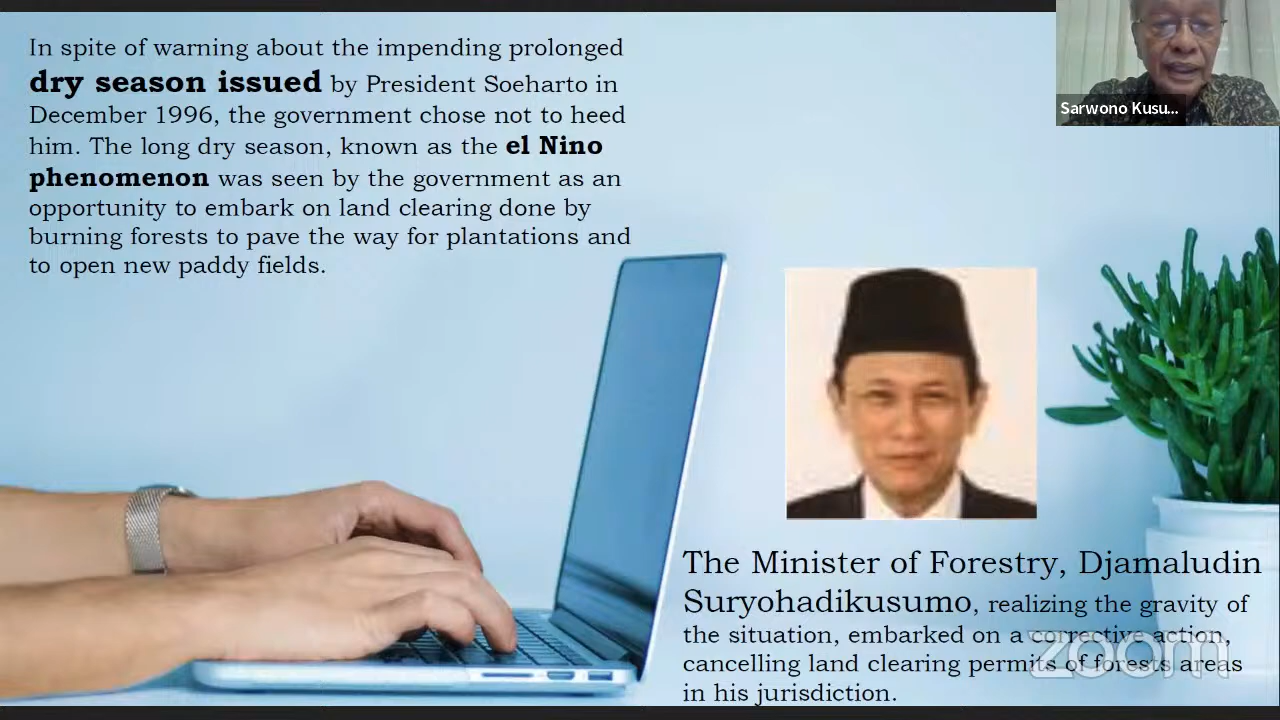 In spite of warning about the impending prolonged
dry season issued by President Soeharto in
December 1996, the government chose not to heed
him. The long dry season, known as the el Nino
phenomenon was seen by the government as an
opportunity to embark on land clearing done by
burning forests to pave the way for plantations and
to open new paddy fields.
Sarwono Kusu...
The Minister of Forestry, Djamaludin
Suryohadikusumo, realizing the gravity of
the situation, embarked on a corrective action,
cancelling land clearing permits of forests areas
in his jurisdiction.
zoom